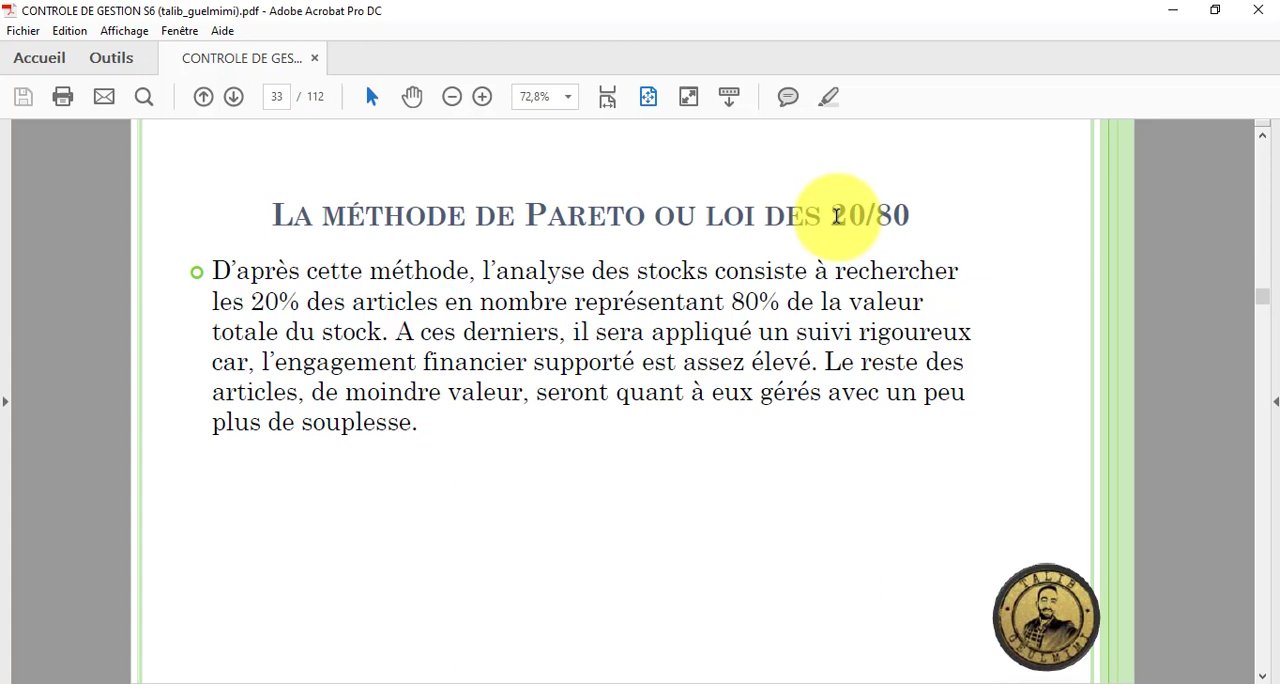 CONTROLE DE GESTION S6 (talib_guelmimi).pdf - Adobe Acrobat Pro DC
Fichier Edition Affichage Fenêtre Aide
Accueil Outils CONTROLE DE GES... ×
33 / 112 72,8%
LA MÉTHODE DE PARETO OU LOI DES 20/80
D’après cette méthode, l’analyse des stocks consiste à rechercher
les 20% des articles en nombre représentant 80% de la valeur
totale du stock. A ces derniers, il sera appliqué un suivi rigoureux
car, l’engagement financier supporté est assez élevé. Le reste des
articles, de moindre valeur, seront quant à eux gérés avec un peu
plus de souplesse.
TALIB
GEULMIMI